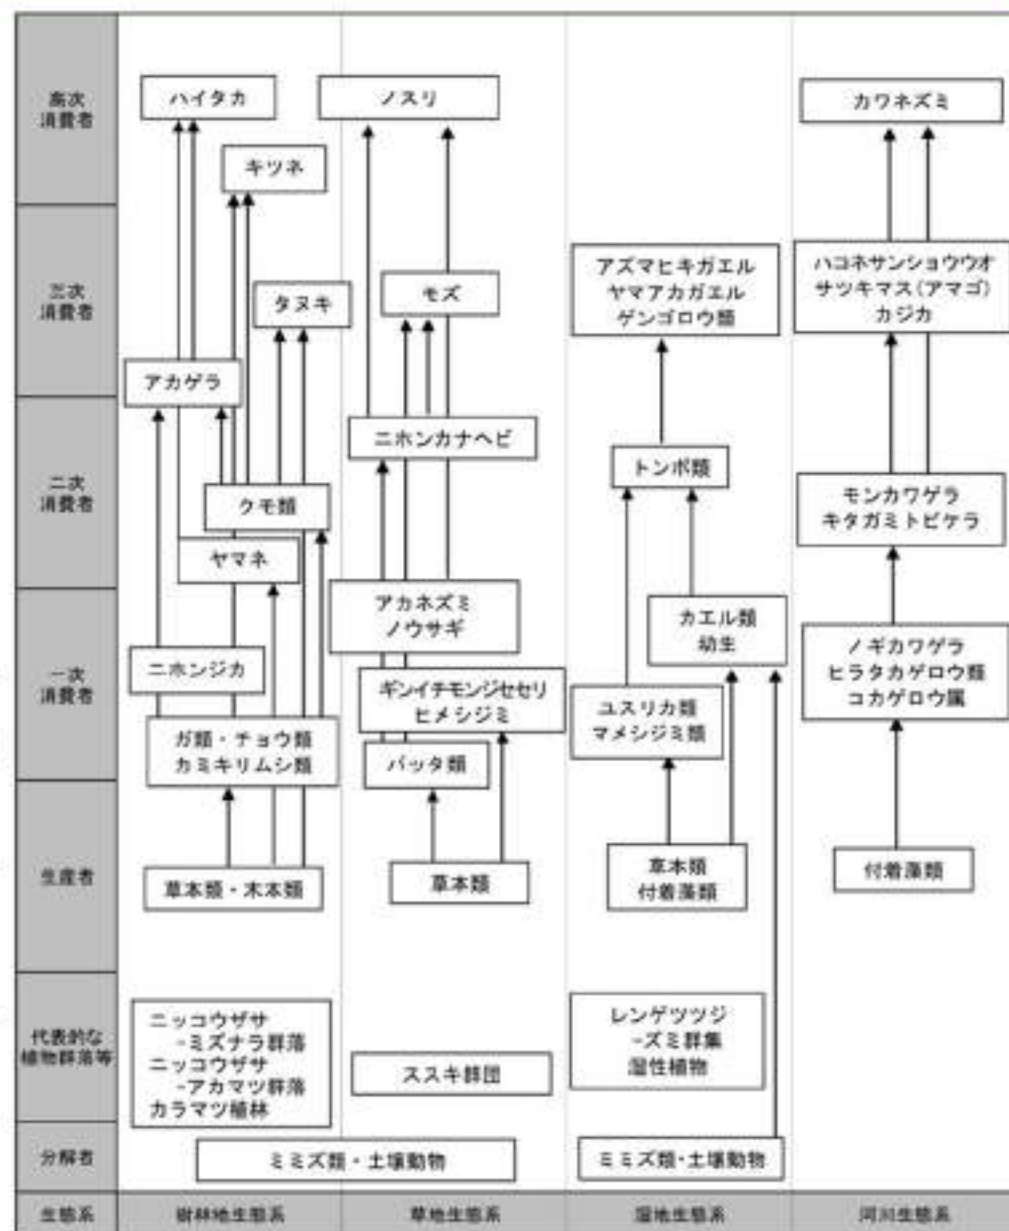 高次
消費者
ハイタカ
ノスリ
カワネズミ
キツネ
三次
消費者
タヌキ
モズ
アズマヒキガエル
ヤマアカガエル
ゲンゴロウ類
ハコネサンショウウオ
サツキマス(アマゴ)
カジカ
アカゲラ
二次
消費者
ニホンカナヘビ
トンボ類
クモ類
モンカワゲラ
キタガミトビケラ
ヤマネ
一次
消費者
アカネズミ
ノウサギ
カエル類
幼生
ニホンジカ
ギンイチモンジセセリ
ヒメシジミ
ユスリカ類
マメシジミ類
ノギカワゲラ
ヒラタカゲロウ類
コカゲロウ属
ガ類・チョウ類
カミキリムシ類
バッタ類
生産者
草本類・木本類
草本類
草本類
付着藻類
付着藻類
代表的な
植物群落等
ニッコウザサ
-ミズナラ群落
ニッコウザサ
-アカマツ群落
カラマツ植林
ススキ群団
レンゲツツジ
-ズミ群集
湿性植物
分解者
ミミズ類・土壌動物
ミミズ類・土壌動物
生態系
樹林地生態系
草地生態系
湿地生態系
河川生態系